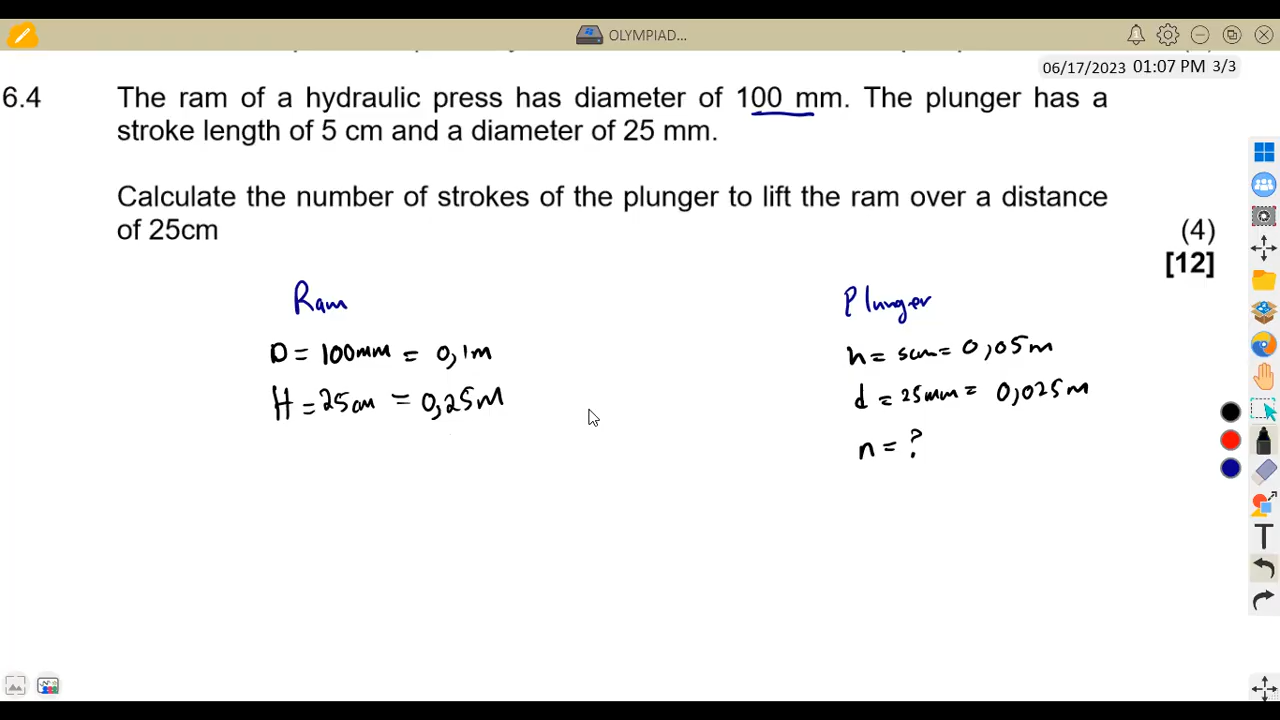 OLYMPIAD...
06/17/2023 01:07 PM 3/3
6.4 The ram of a hydraulic press has diameter of 100 mm. The plunger has a
stroke length of 5 cm and a diameter of 25 mm.
Calculate the number of strokes of the plunger to lift the ram over a distance
of 25cm
(4)
[12]
Ram
D = 100mm = 0,1m
H = 25cm = 0,25m
Plunger
h = 5cm = 0,05m
d = 25mm = 0,025m
n = ?
T